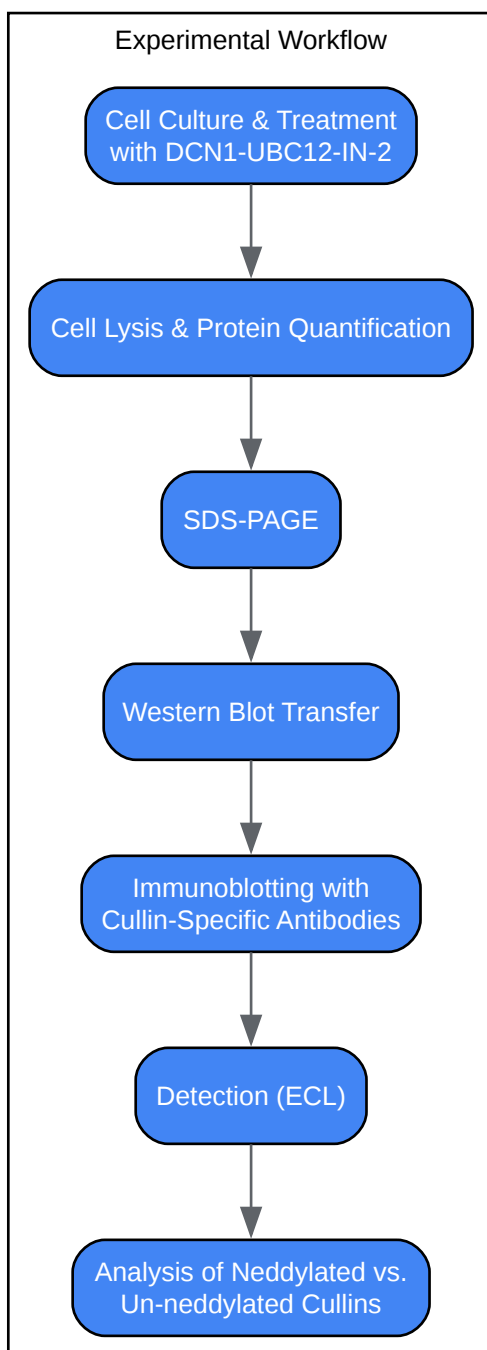 Experimental Workflow
Cell Culture & Treatment
with DCN1-UBC12-IN-2
Cell Lysis & Protein Quantification
SDS-PAGE
Western Blot Transfer
Immunoblotting with
Cullin-Specific Antibodies
Detection (ECL)
Analysis of Neddylated vs.
Un-neddylated Cullins